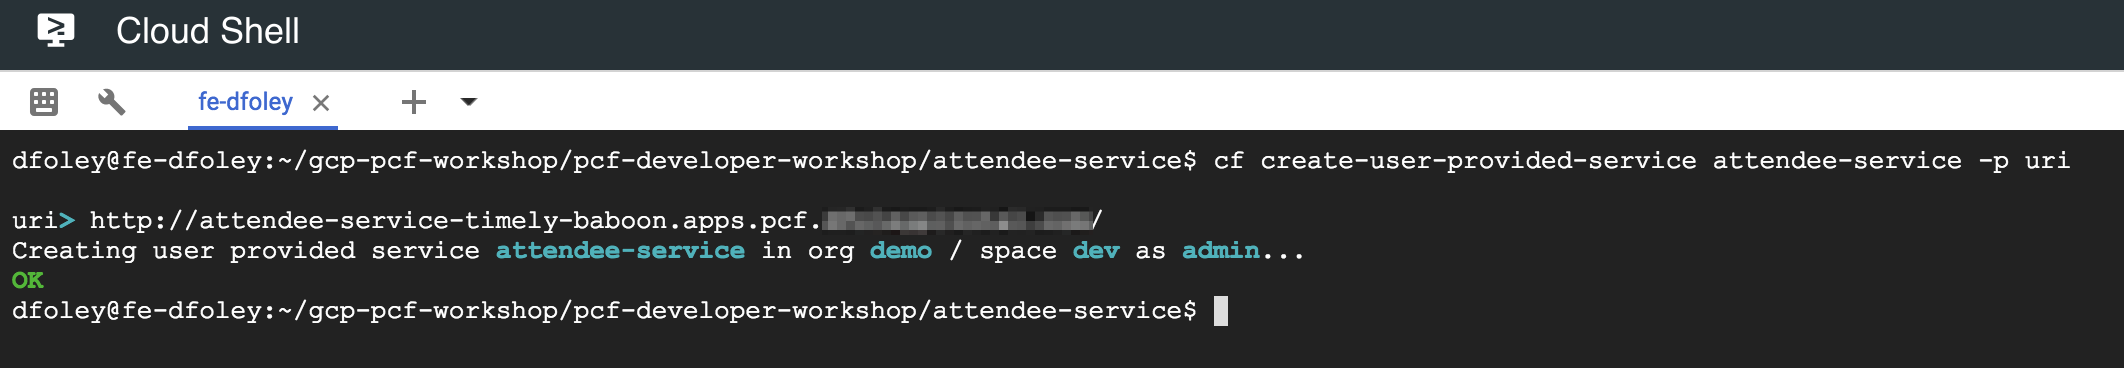 Cloud Shell
fe-dfoley
dfoley@fe-dfoley:~/gcp-pcf-workshop/pcf-developer-workshop/attendee-service$ cf create-user-provided-service attendee-service -p uri
uri> http://attendee-service-timely-baboon.apps.pcf./
Creating user provided service attendee-service in org demo / space dev as admin...
OK
dfoley@fe-dfoley:~/gcp-pcf-workshop/pcf-developer-workshop/attendee-service$